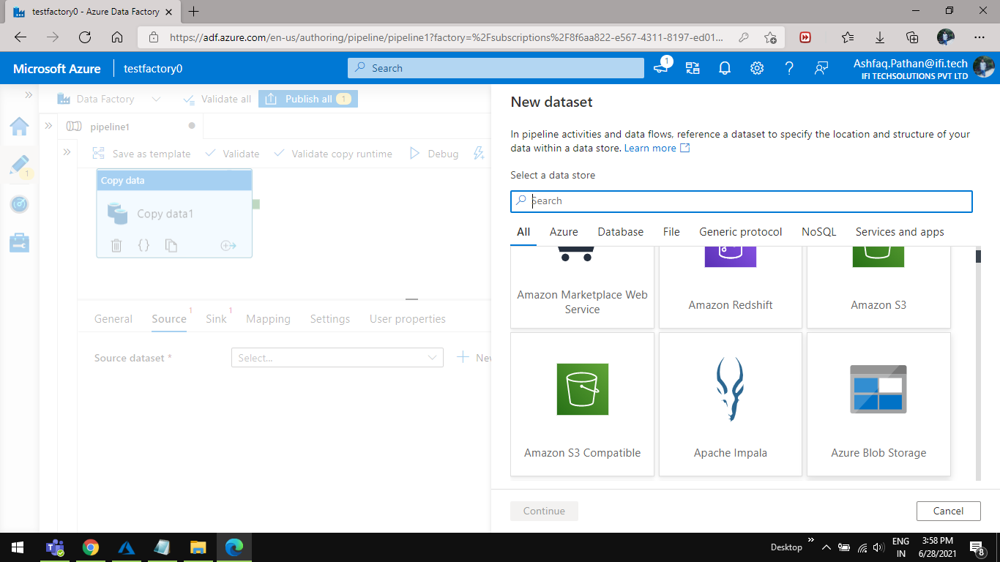 testfactory0 - Azure Data Factory
https://adf.azure.com/en-us/authoring/pipeline/pipeline1?factory=%2Fsubscriptions%2F8f6aa822-e567-4311-8197-ed01...
Microsoft Azure
testfactory0
Search
1
Ashfaq.Pathan@ifi.tech
IFI TECHSOLUTIONS PVT LTD
Data Factory
Validate all
Publish all
1
pipeline1
1
Save as template
Validate
Validate copy runtime
Debug
Copy data
Copy data1
General
Source
1
Sink
1
Mapping
Settings
User properties
Source dataset *
Select...
New
New dataset
In pipeline activities and data flows, reference a dataset to specify the location and structure of your
data within a data store. Learn more
Select a data store
Search
All
Azure
Database
File
Generic protocol
NoSQL
Services and apps
Amazon Marketplace Web
Service
Amazon Redshift
Amazon S3
Amazon S3 Compatible
Apache Impala
Azure Blob Storage
Continue
Cancel
Desktop
ENG
IN
3:58 PM
6/28/2021
8